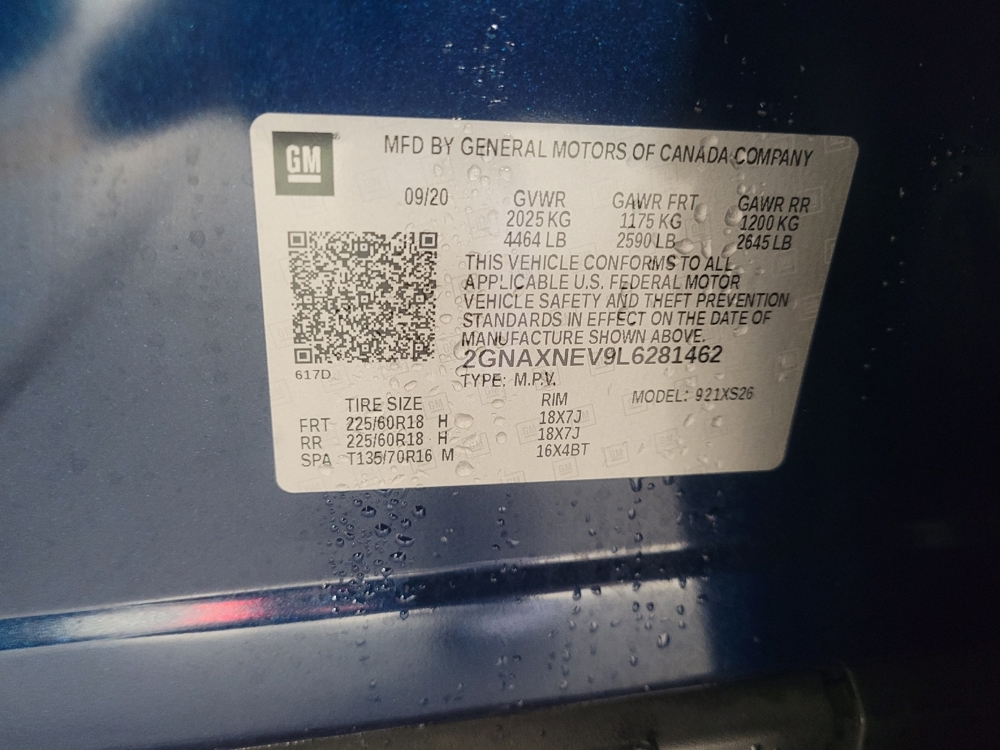 GM
MFD BY GENERAL MOTORS OF CANADA COMPANY
09/20 GVWR GAWR FRT GAWR RR
2025 KG 1175 KG 1200 KG
4464 LB 2590 LB 2645 LB
THIS VEHICLE CONFORMS TO ALL
APPLICABLE U.S. FEDERAL MOTOR
VEHICLE SAFETY AND THEFT PREVENTION
STANDARDS IN EFFECT ON THE DATE OF
MANUFACTURE SHOWN ABOVE.
2GNAXNEV9L6281462
617D
TYPE: M.P.V.
TIRE SIZE RIM MODEL: 921XS26
FRT 225/60R18 H 18X7J
RR 225/60R18 H 18X7J
SPA T135/70R16 M 16X4BT